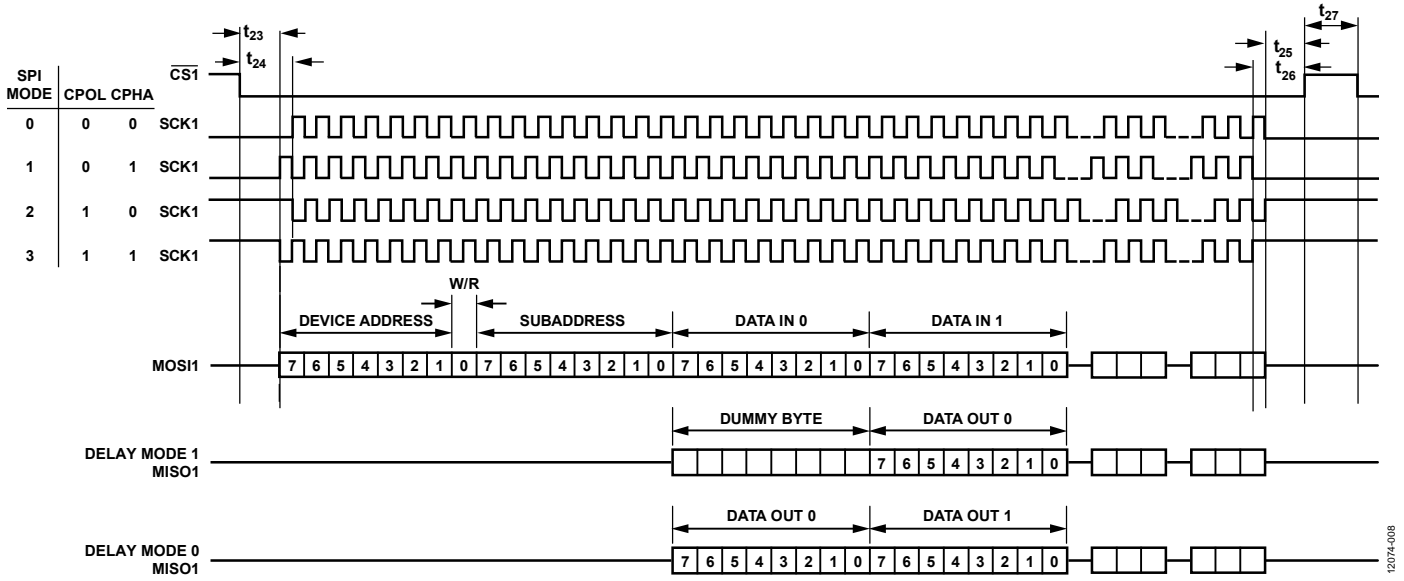 t27
t23
t25
t24
t26
SPI
MODE CPOL CPHA
CS1
0 0 0 SCK1
1 0 1 SCK1
2 1 0 SCK1
3 1 1 SCK1
W/R
DEVICE ADDRESS SUBADDRESS DATA IN 0 DATA IN 1
MOSI1 7 6 5 4 3 2 1 0 7 6 5 4 3 2 1 0 7 6 5 4 3 2 1 0 7 6 5 4 3 2 1 0
DUMMY BYTE DATA OUT 0
DELAY MODE 1
MISO1
7 6 5 4 3 2 1 0
DATA OUT 0 DATA OUT 1
DELAY MODE 0
MISO1
7 6 5 4 3 2 1 0 7 6 5 4 3 2 1 0
12074-008